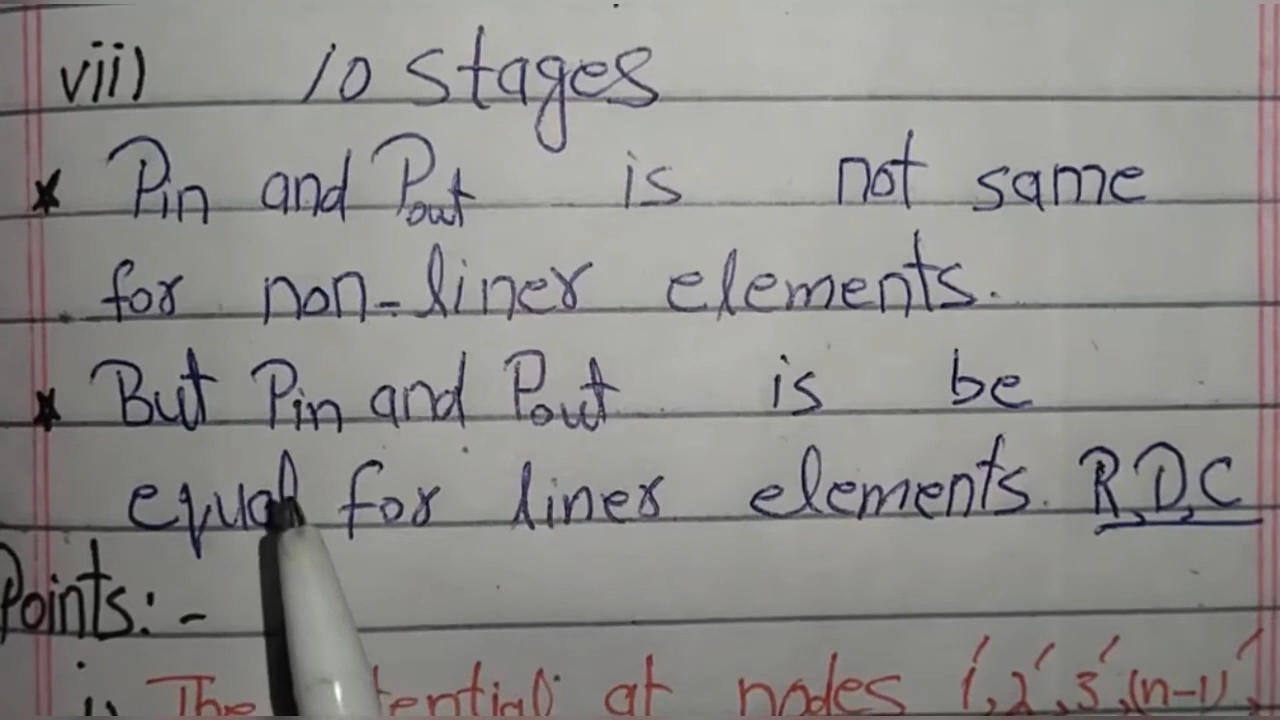 vii) 10 stages
* Pin and Pout is not same
for non-liner elements.
* But Pin and Pout is be
equal for liner elements. R,D,C
Points:-
i) The at nodes 1',2',3',(n-1)',